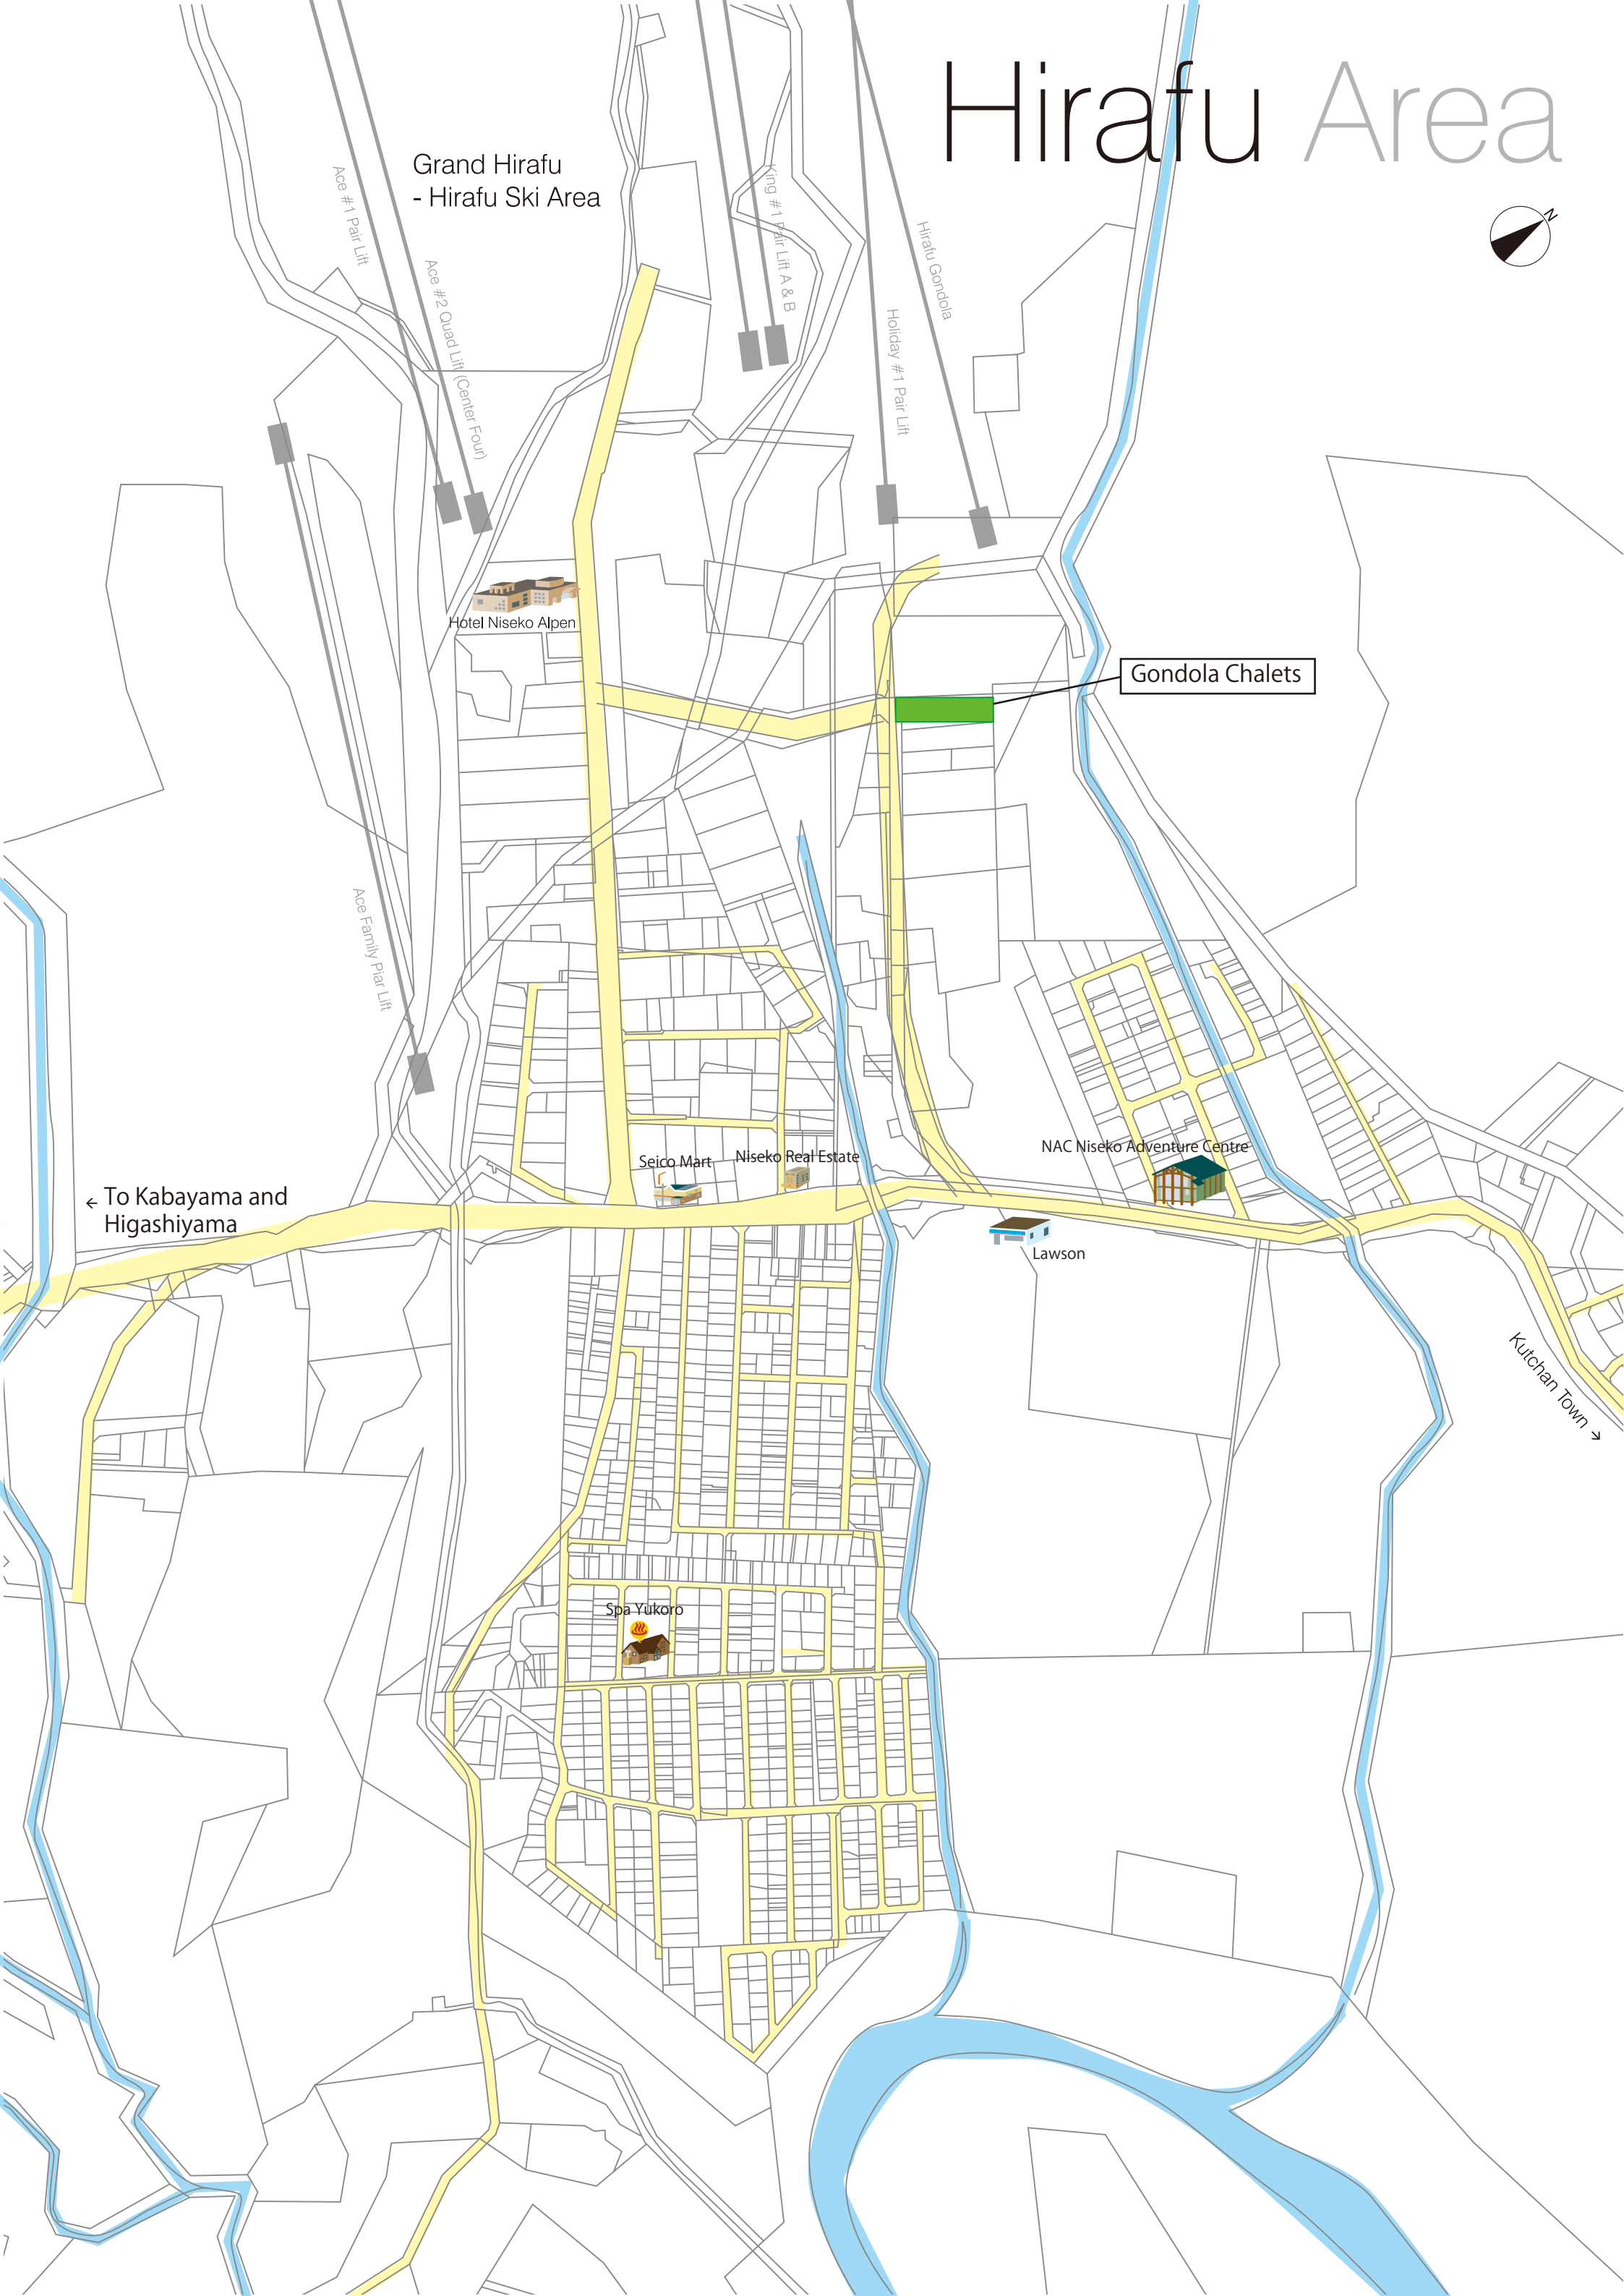 Hirafu Area
N
Grand Hirafu
- Hirafu Ski Area
Ace #1 Pair Lift
Ace #2 Quad Lift (Center Four)
King #1 Pair Lift A & B
Holiday #1 Pair Lift
Hirafu Gondola
Hotel Niseko Alpen
Gondola Chalets
Ace Family Piar Lift
NAC Niseko Adventure Centre
Seico Mart
Niseko Real Estate
← To Kabayama and
Higashiyama
Lawson
Kutchan Town →
Spa Yukoro